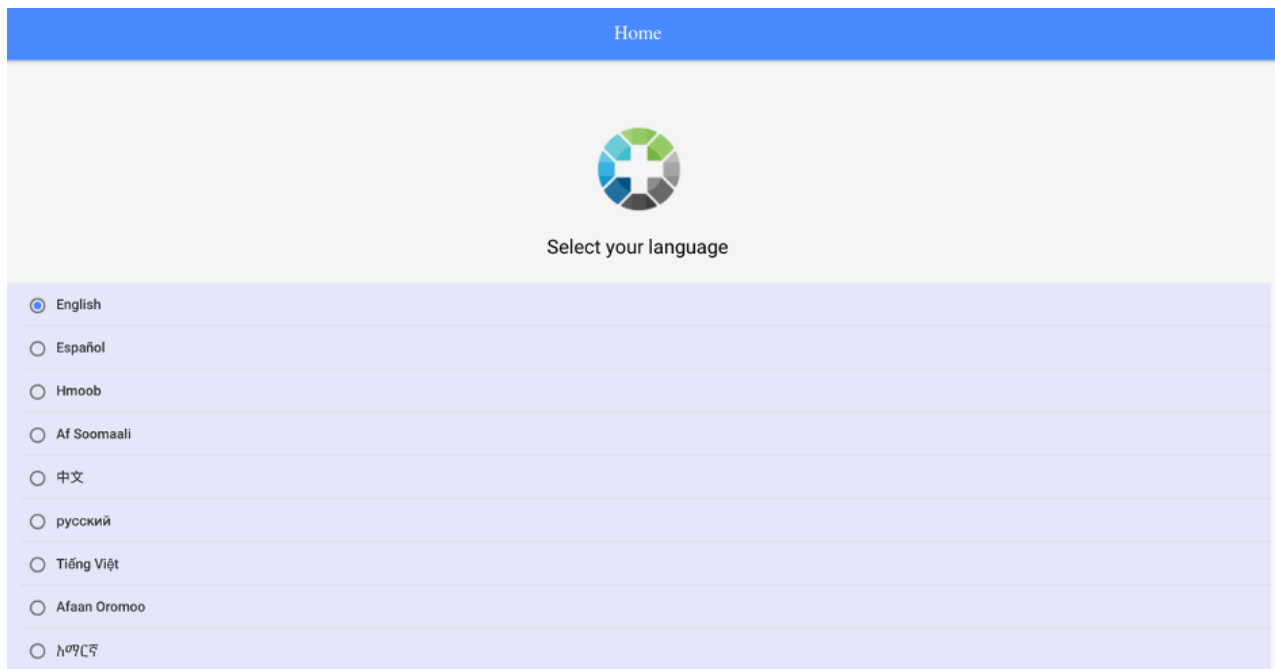 Home
Select your language
English
Español
Hmoob
Af Soomaali
中文
русский
Tiếng Việt
Afaan Oromoo
አማርኛ